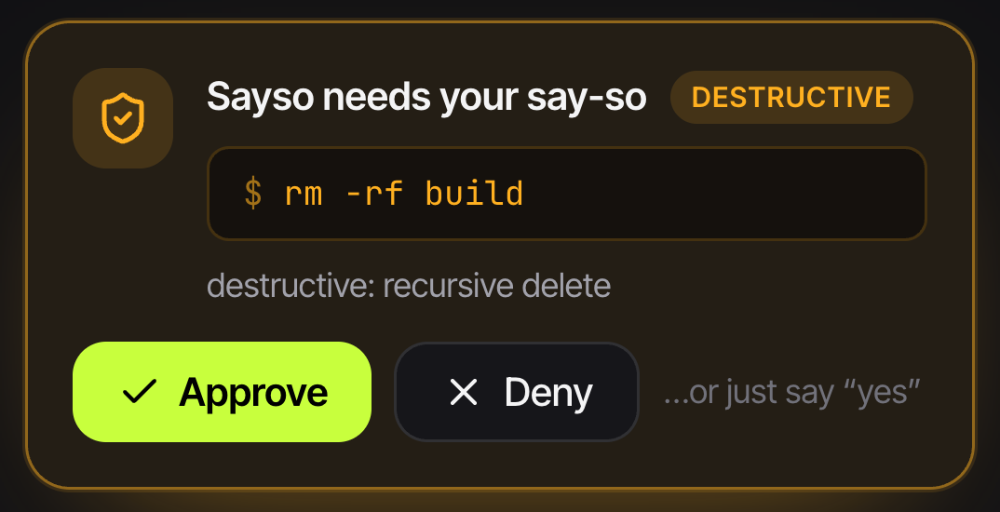 Sayso needs your say-so DESTRUCTIVE
$ rm -rf build
destructive: recursive delete
Approve Deny …or just say “yes”